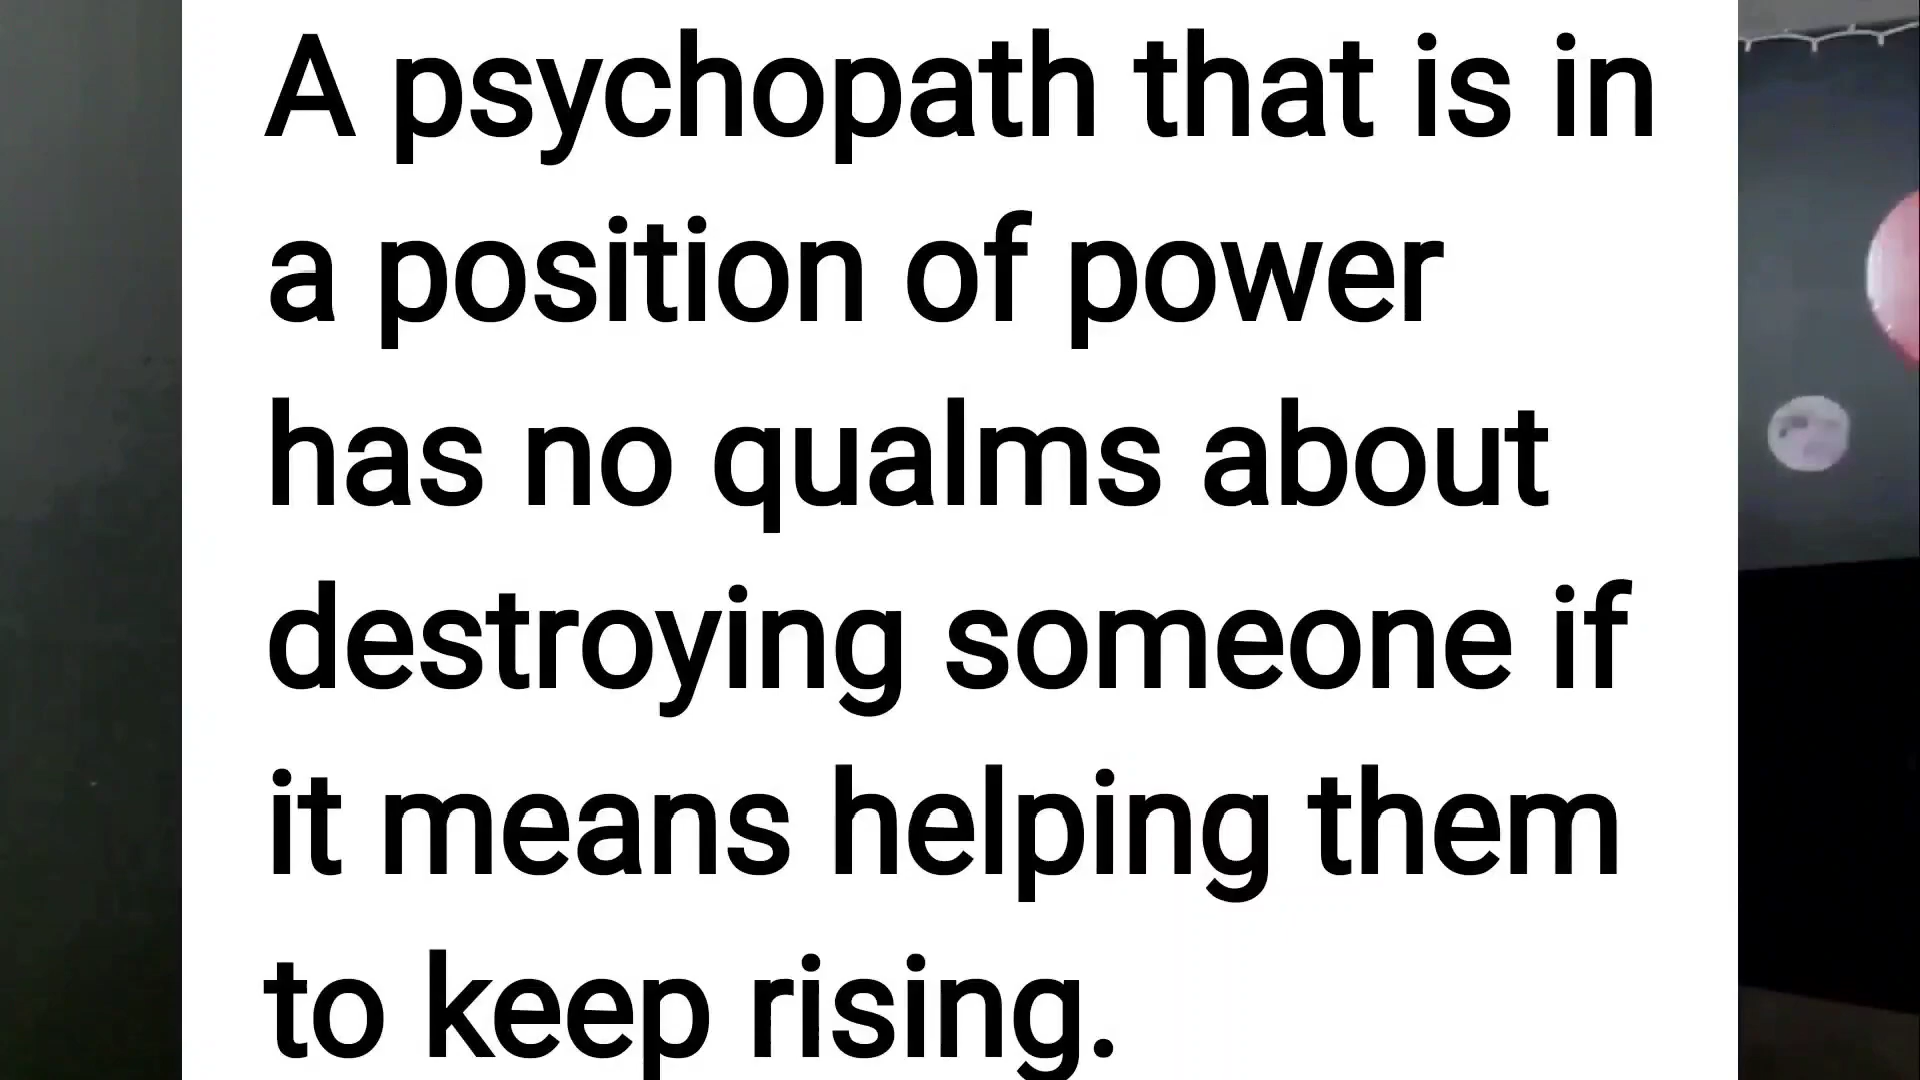 A psychopath that is in
a position of power
has no qualms about
destroying someone if
it means helping them
to keep rising.